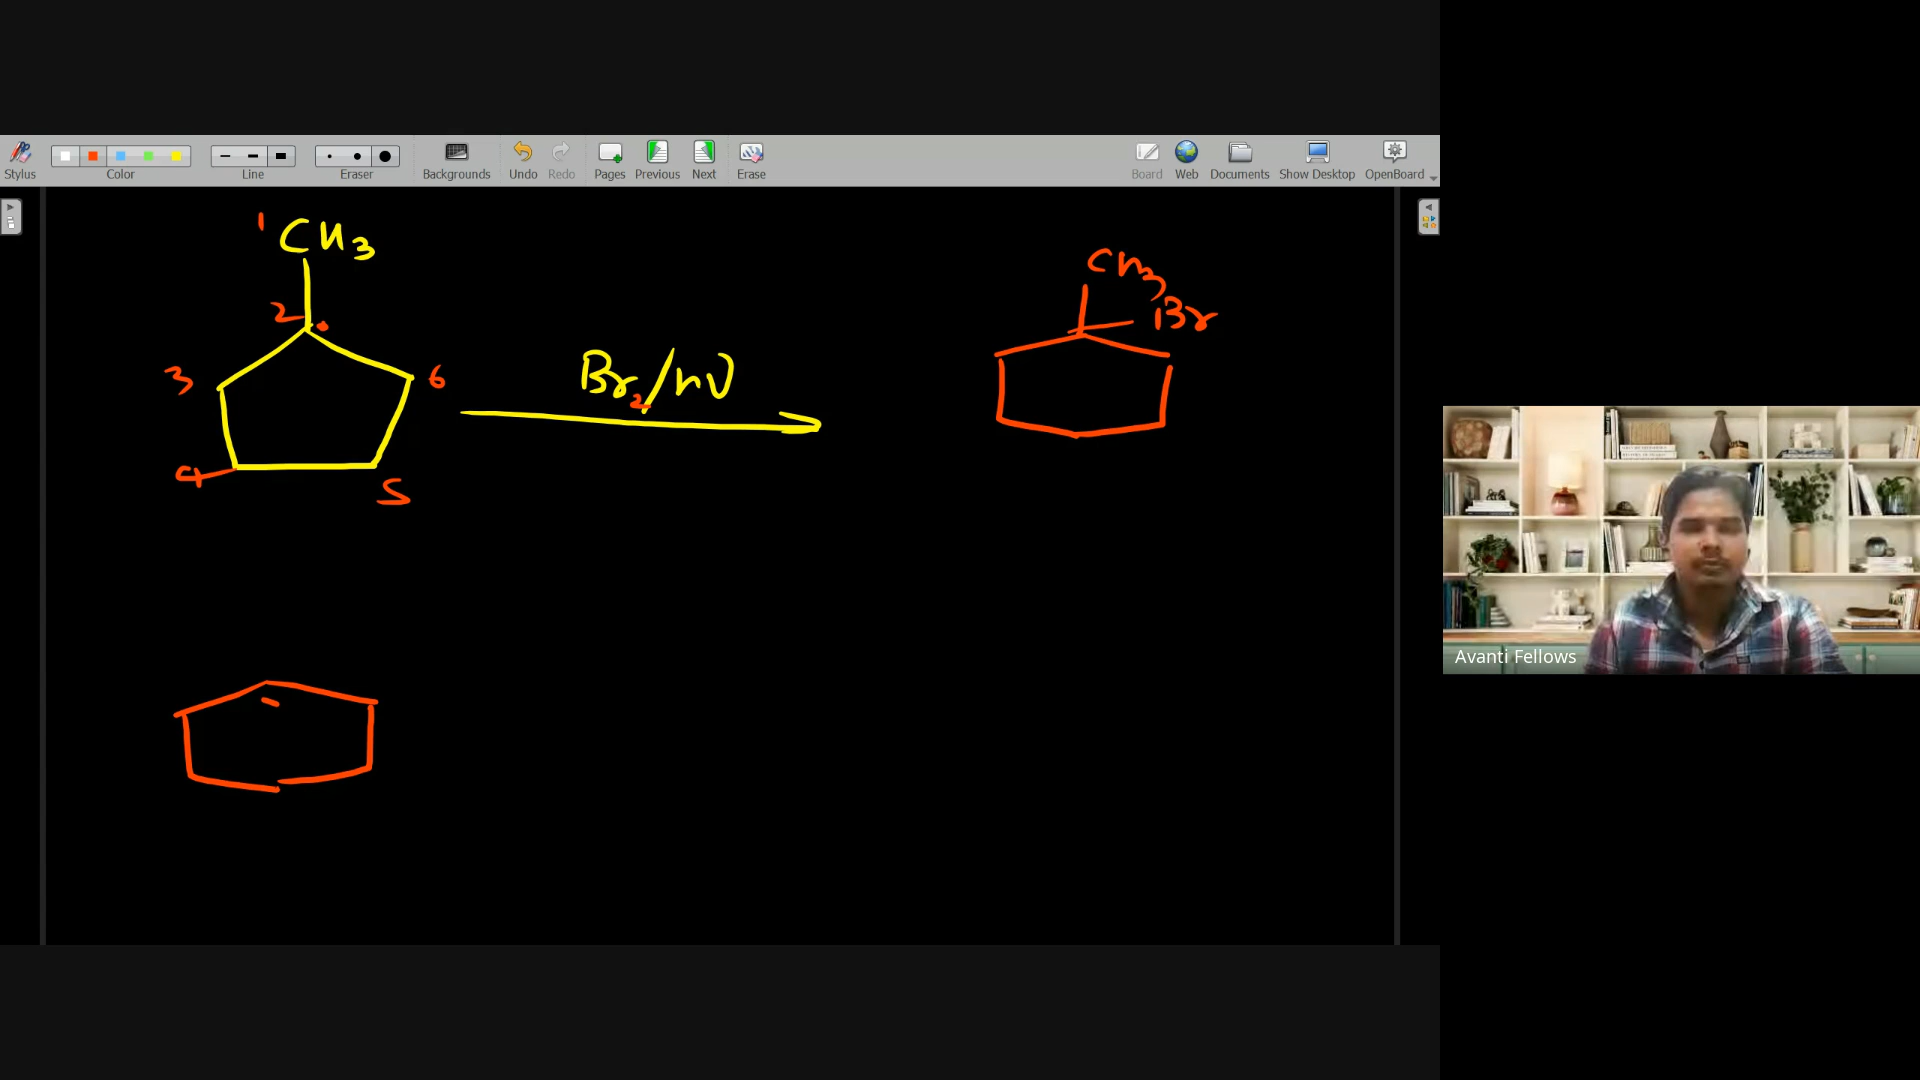 Stylus
Color
Line
Eraser
Backgrounds
Undo
Redo
Pages
Previous
Next
Erase
Board
Web
Documents
Show Desktop
OpenBoard
1 CH3
2
3
6
4
5
Br2/hν
CH3
Br
Avanti Fellows